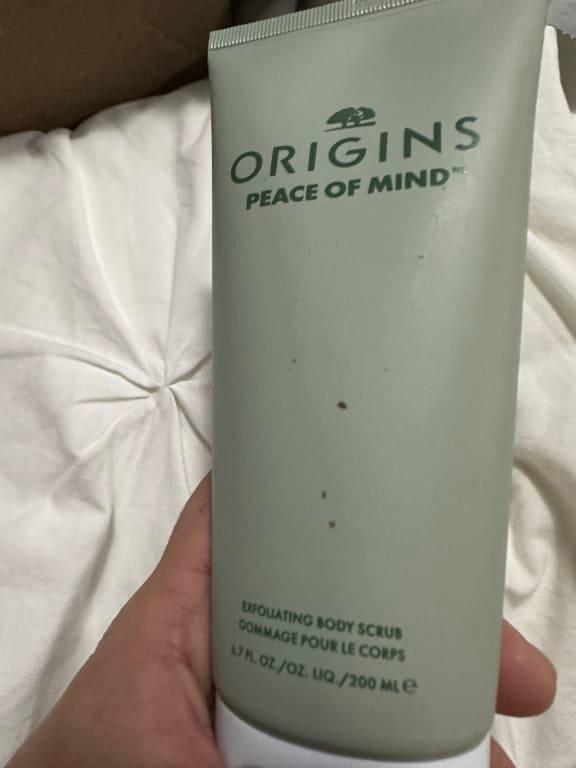 ORIGINS
PEACE OF MIND™
EXFOLIATING BODY SCRUB
GOMMAGE POUR LE CORPS
6.7 FL. OZ./OZ. LIQ./200 ML ℮